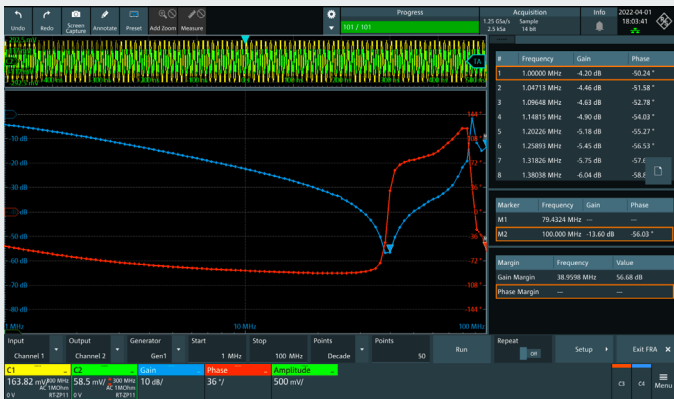 Undo
Redo
Screen
Capture
Annotate
Preset
Add Zoom
Measure
Progress
101 / 101
Acquisition
1.25 GSa/s Sample
2.5 kSa 14 bit
Info
2022-04-01
18:03:41
TA
# Frequency Gain Phase
1 1.00000 MHz -4.20 dB -50.24 °
2 1.04713 MHz -4.46 dB -51.58 °
3 1.09648 MHz -4.63 dB -52.78 °
4 1.14815 MHz -4.90 dB -54.03 °
5 1.20226 MHz -5.18 dB -55.27 °
6 1.25893 MHz -5.45 dB -56.53 °
7 1.31826 MHz -5.75 dB
8 1.38038 MHz -6.04 dB
Marker Frequency Gain Phase
M1 79.4324 MHz — —
M2 100.000 MHz -13.60 dB -56.03 °
Margin Frequency Value
Gain Margin 38.9598 MHz 56.68 dB
Phase Margin — —
144 °
-10 dB
-20 dB
72 °
-30 dB
36 °
0 dB
-50 dB
-36 °
-60 dB
-72 °
-108 °
-80 dB
-144 °
1 MHz
10 MHz
100 MHz
Input
Channel 1
Output
Channel 2
Generator
Gen1
Start
1 MHz
Stop
100 MHz
Points
Decade
Points
50
Run
Repeat
Off
Setup
Exit FRA
C1
163.82 mV/ 300 MHz
AC 1MOhm
0 V RT-ZP11
C2
58.5 mV/ 300 MHz
AC 1MOhm
0 V RT-ZP11
Gain
10 dB/
Phase
36 °/
Amplitude
500 mV/
C3
C4
Menu